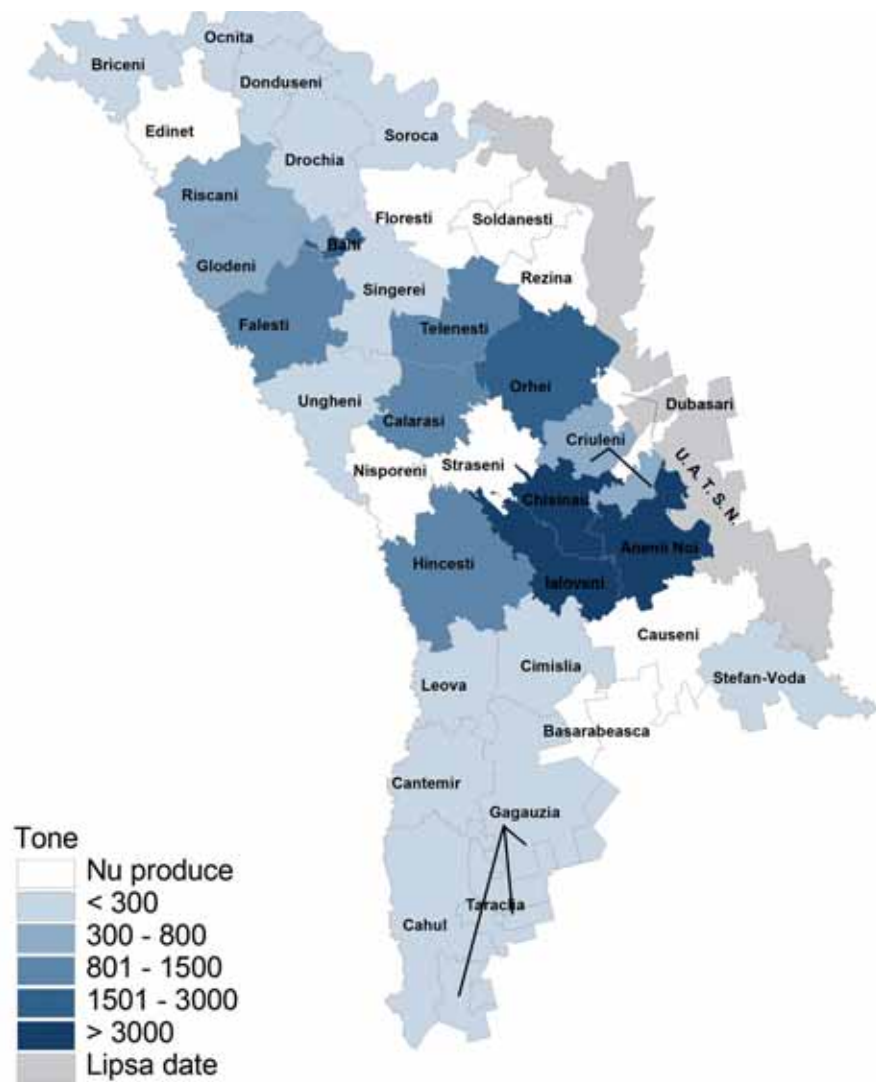 Ocnita
Briceni
Donduseni
Edinet
Soroca
Drochia
Riscani
Floresti
Soldanesti
Balti
Glodeni
Rezina
Singerei
Falesti
Telenesti
Orhei
Ungheni
Dubasari
Calarasi
Criuleni
Straseni
Nisporeni
U. A. T. S. N.
Chisinau
Anenii Noi
Hincesti
Ialoveni
Causeni
Cimislia
Stefan-Voda
Leova
Basarabeasca
Cantemir
Gagauzia
Taraclia
Cahul
Tone
Nu produce
< 300
300 - 800
801 - 1500
1501 - 3000
> 3000
Lipsa date